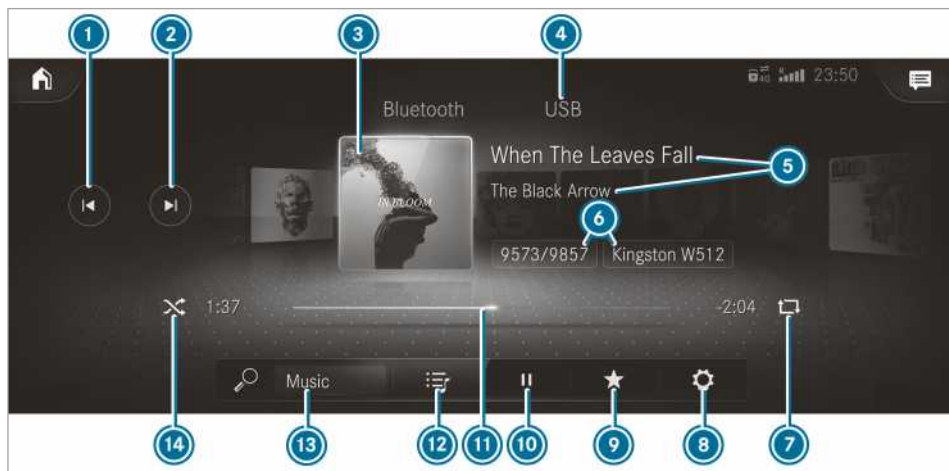 1 2 3 4
4G R 23:50
Bluetooth USB
When The Leaves Fall
5
The Black Arrow
IN BLOOM
6
9573/9857 Kingston W512
1:37 -2:04
Music
14 13 12 11 10 9 8 7